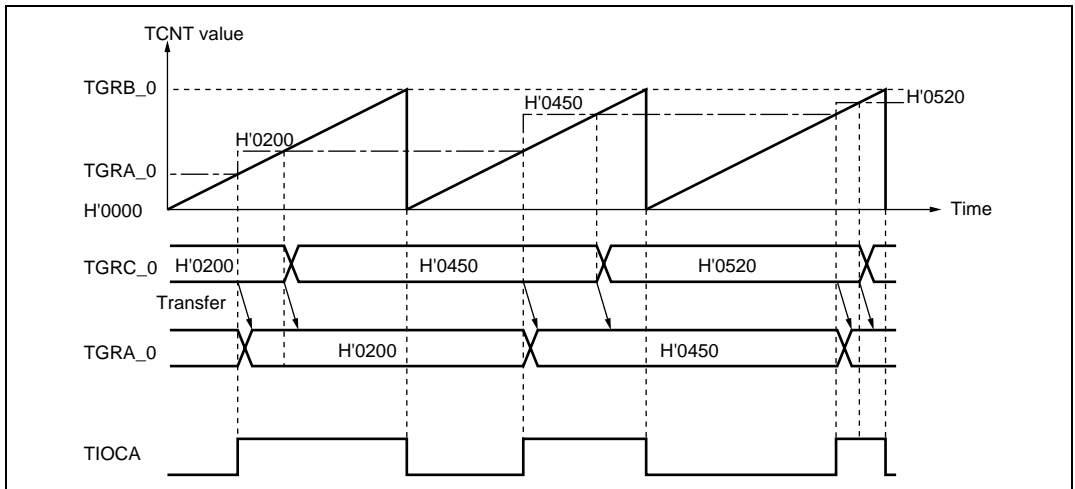 TCNT value
TGRB_0
H'0520
H'0450
H'0200
TGRA_0
H'0000
Time
TGRC_0
H'0200
H'0450
H'0520
Transfer
TGRA_0
H'0200
H'0450
TIOCA